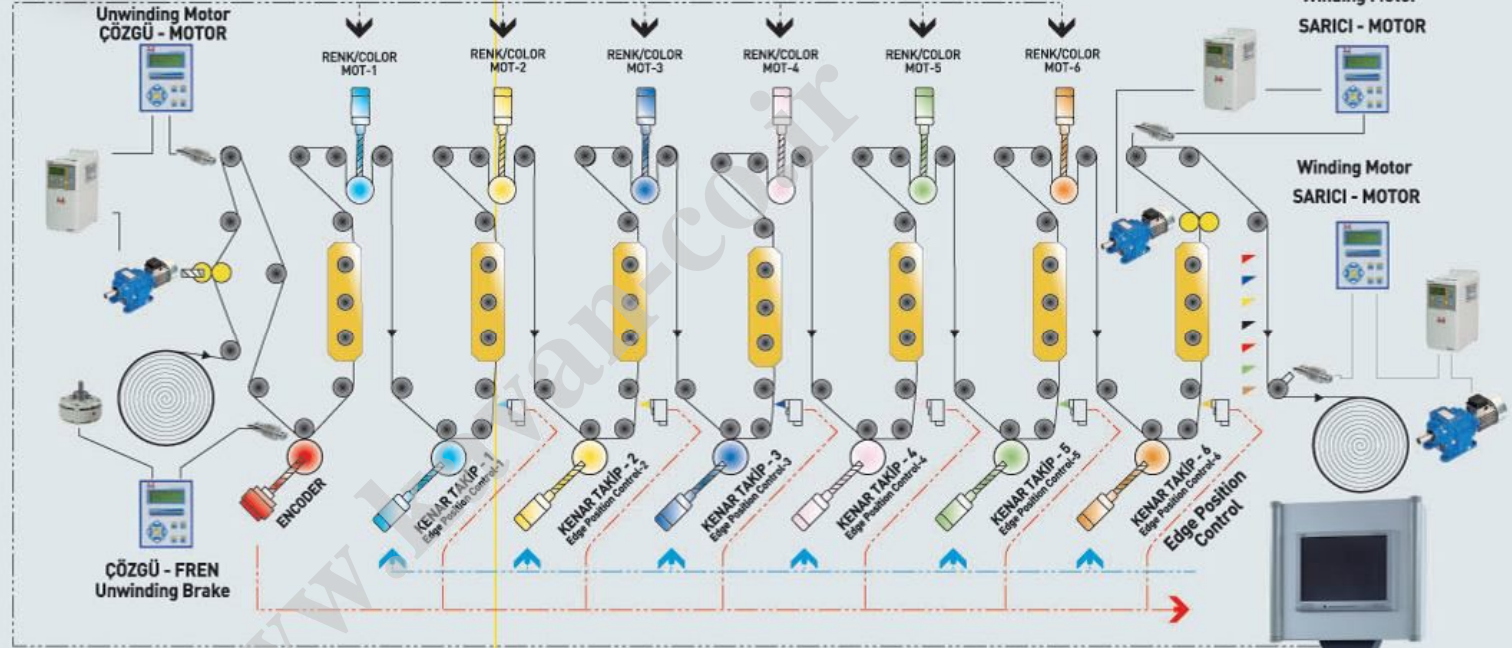 Unwinding Motor
ÇÖZGÜ - MOTOR
RENK/COLOR
MOT-1
RENK/COLOR
MOT-2
RENK/COLOR
MOT-3
RENK/COLOR
MOT-4
RENK/COLOR
MOT-5
RENK/COLOR
MOT-6
Winding Motor
SARICI - MOTOR
Winding Motor
SARICI - MOTOR
ÇÖZGÜ - FREN
Unwinding Brake
ENCODER
KENAR TAKİP - 1
Edge Position Control-1
KENAR TAKİP - 2
Edge Position Control-2
KENAR TAKİP - 3
Edge Position Control-3
KENAR TAKİP - 4
Edge Position Control-4
KENAR TAKİP - 5
Edge Position Control-5
KENAR TAKİP - 6
Edge Position Control-6
Edge Position
Control